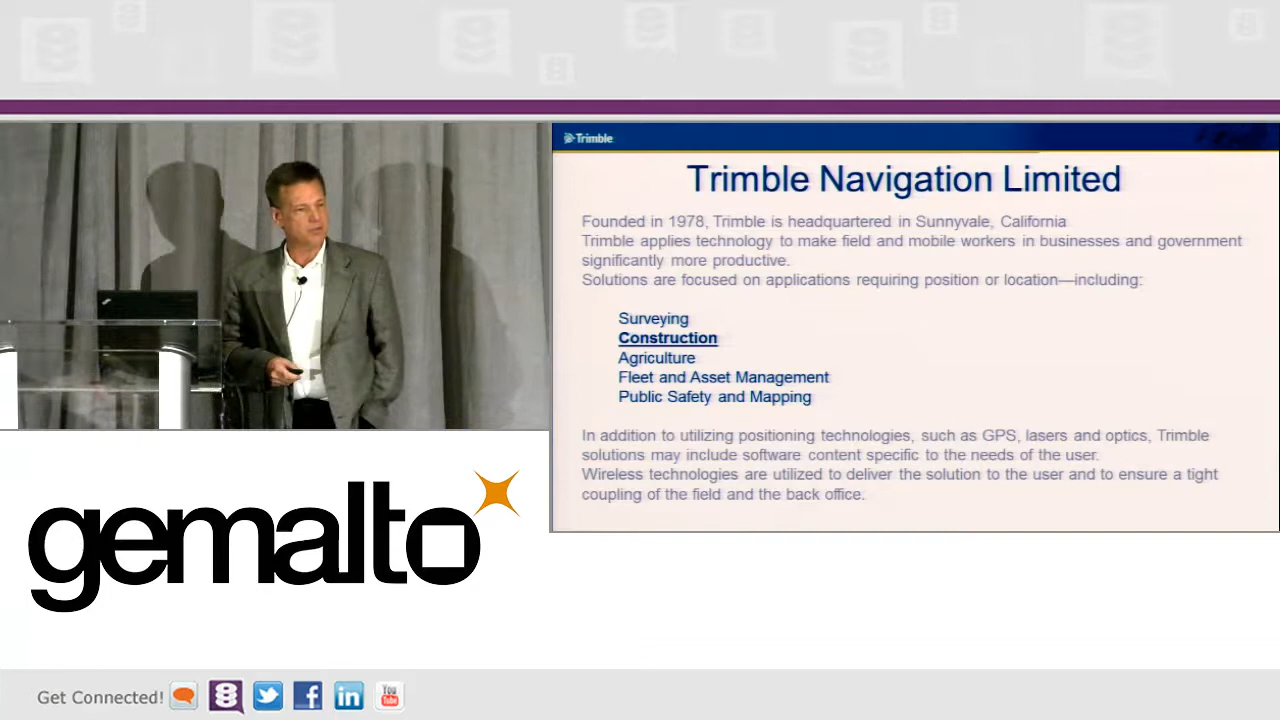 Trimble
Trimble Navigation Limited
Founded in 1978, Trimble is headquartered in Sunnyvale, California
Trimble applies technology to make field and mobile workers in businesses and government
significantly more productive.
Solutions are focused on applications requiring position or location—including:
Surveying
Construction
Agriculture
Fleet and Asset Management
Public Safety and Mapping
In addition to utilizing positioning technologies, such as GPS, lasers and optics, Trimble
solutions may include software content specific to the needs of the user.
Wireless technologies are utilized to deliver the solution to the user and to ensure a tight
coupling of the field and the back office.
gemalto
Get Connected!
You
Tube